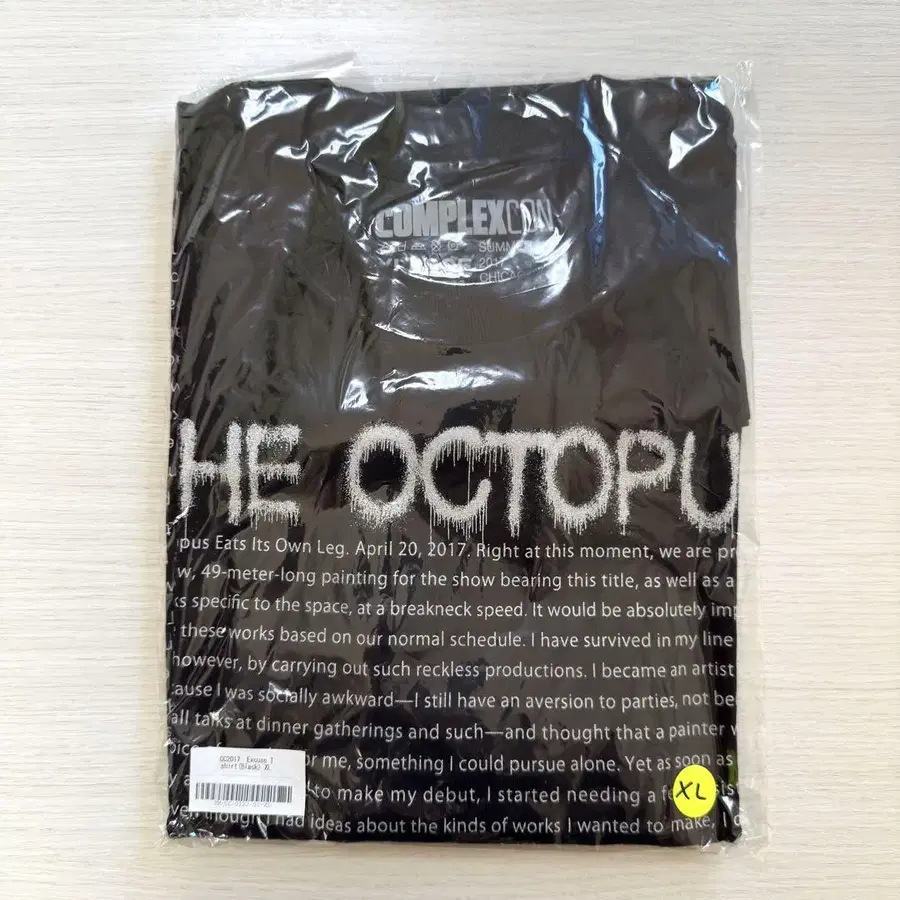 COMPLEXCON
SUMM
2017
CHICA
HE OCTOPU
pus Eats Its Own Leg. April 20, 2017. Right at this moment, we are pr
w, 49-meter-long painting for the show bearing this title, as well as a
ks specific to the space, at a breakneck speed. It would be absolutely imp
these works based on our normal schedule. I have survived in my line
however, by carrying out such reckless productions. I became an artist
ause I was socially awkward—I still have an aversion to parties, not be
all talks at dinner gatherings and such—and thought that a painter w
or me, something I could pursue alone. Yet as soon as
to make my debut, I started needing a fe
thought I had ideas about the kinds of works I wanted to make, I
CC2017 Excuse T
shirt(Black) XL
XL